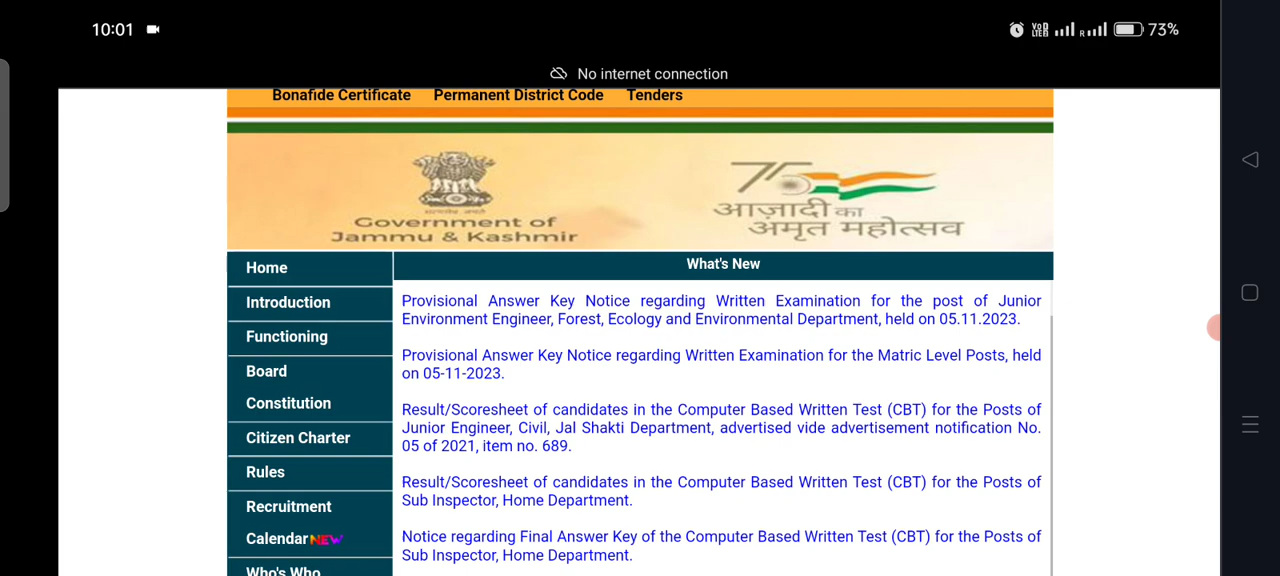 10:01
VoD LTE R 73%
No internet connection
Bonafide Certificate Permanent District Code Tenders
Government of
Jammu & Kashmir
75
आज़ादी का
अमृत महोत्सव
Home
Introduction
Functioning
Board
Constitution
Citizen Charter
Rules
Recruitment
Calendar NEW
Who's Who
What's New
Provisional Answer Key Notice regarding Written Examination for the post of Junior
Environment Engineer, Forest, Ecology and Environmental Department, held on 05.11.2023.
Provisional Answer Key Notice regarding Written Examination for the Matric Level Posts, held
on 05-11-2023.
Result/Scoresheet of candidates in the Computer Based Written Test (CBT) for the Posts of
Junior Engineer, Civil, Jal Shakti Department, advertised vide advertisement notification No.
05 of 2021, item no. 689.
Result/Scoresheet of candidates in the Computer Based Written Test (CBT) for the Posts of
Sub Inspector, Home Department.
Notice regarding Final Answer Key of the Computer Based Written Test (CBT) for the Posts of
Sub Inspector, Home Department.